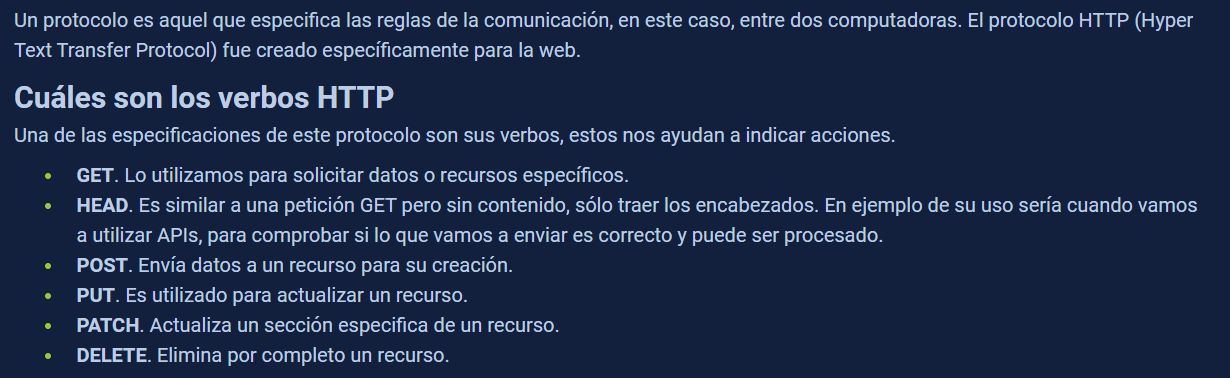 Un protocolo es aquel que especifica las reglas de la comunicación, en este caso, entre dos computadoras. El protocolo HTTP (Hyper
Text Transfer Protocol) fue creado específicamente para la web.
Cuáles son los verbos HTTP
Una de las especificaciones de este protocolo son sus verbos, estos nos ayudan a indicar acciones.
• GET. Lo utilizamos para solicitar datos o recursos específicos.
• HEAD. Es similar a una petición GET pero sin contenido, sólo traer los encabezados. En ejemplo de su uso sería cuando vamos
a utilizar APIs, para comprobar si lo que vamos a enviar es correcto y puede ser procesado.
• POST. Envía datos a un recurso para su creación.
• PUT. Es utilizado para actualizar un recurso.
• PATCH. Actualiza un sección especifica de un recurso.
• DELETE. Elimina por completo un recurso.